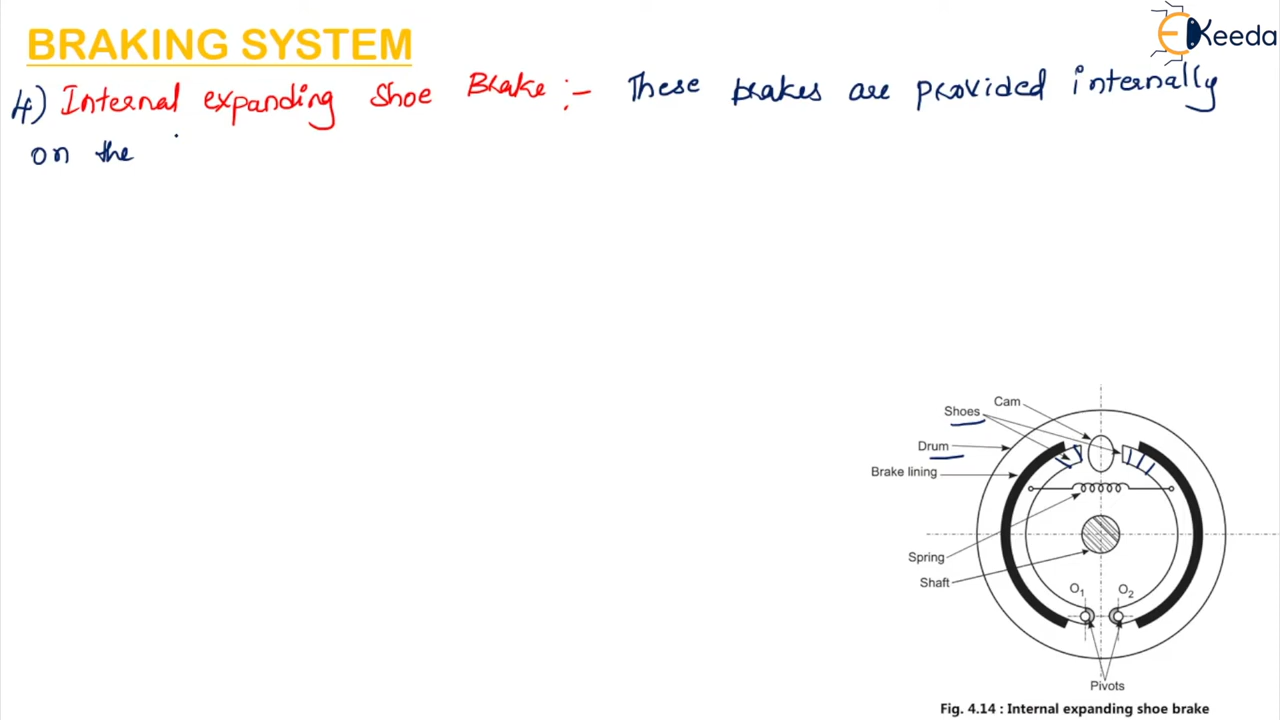 BRAKING SYSTEM
EKeeda
4) Internal expanding Shoe Brake :- These brakes are provided internally
on the
Cam
Shoes
Drum
Brake lining
Spring
Shaft
O1 O2
Pivots
Fig. 4.14 : Internal expanding shoe brake